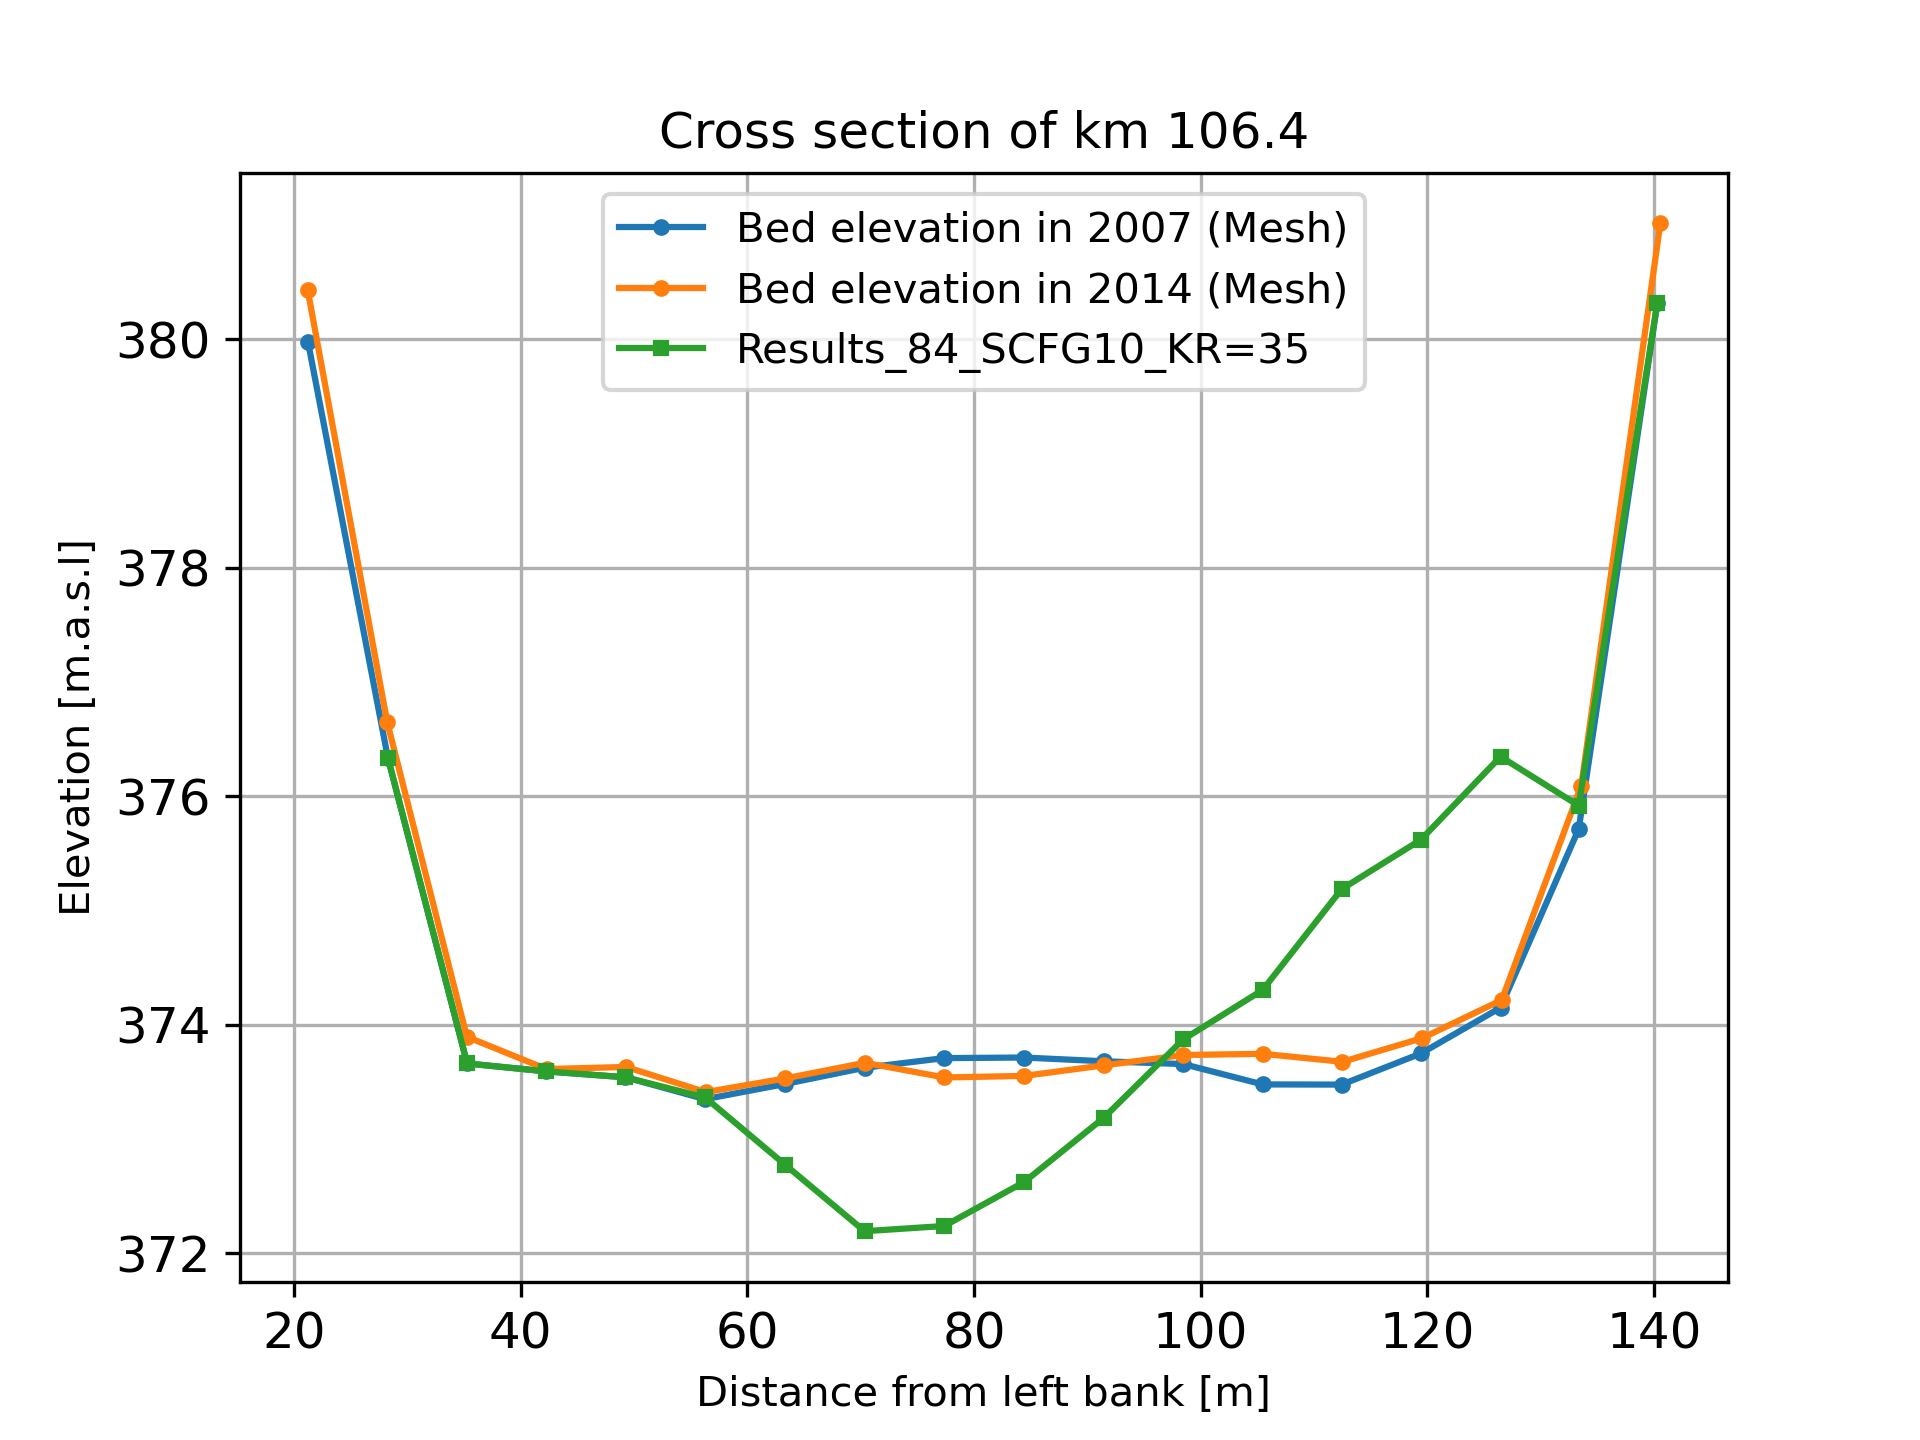 Cross section of km 106.4
Bed elevation in 2007 (Mesh)
Bed elevation in 2014 (Mesh)
Results_84_SCFG10_KR=35
380
378
376
374
372
Elevation [m.a.s.l]
20 40 60 80 100 120 140
Distance from left bank [m]